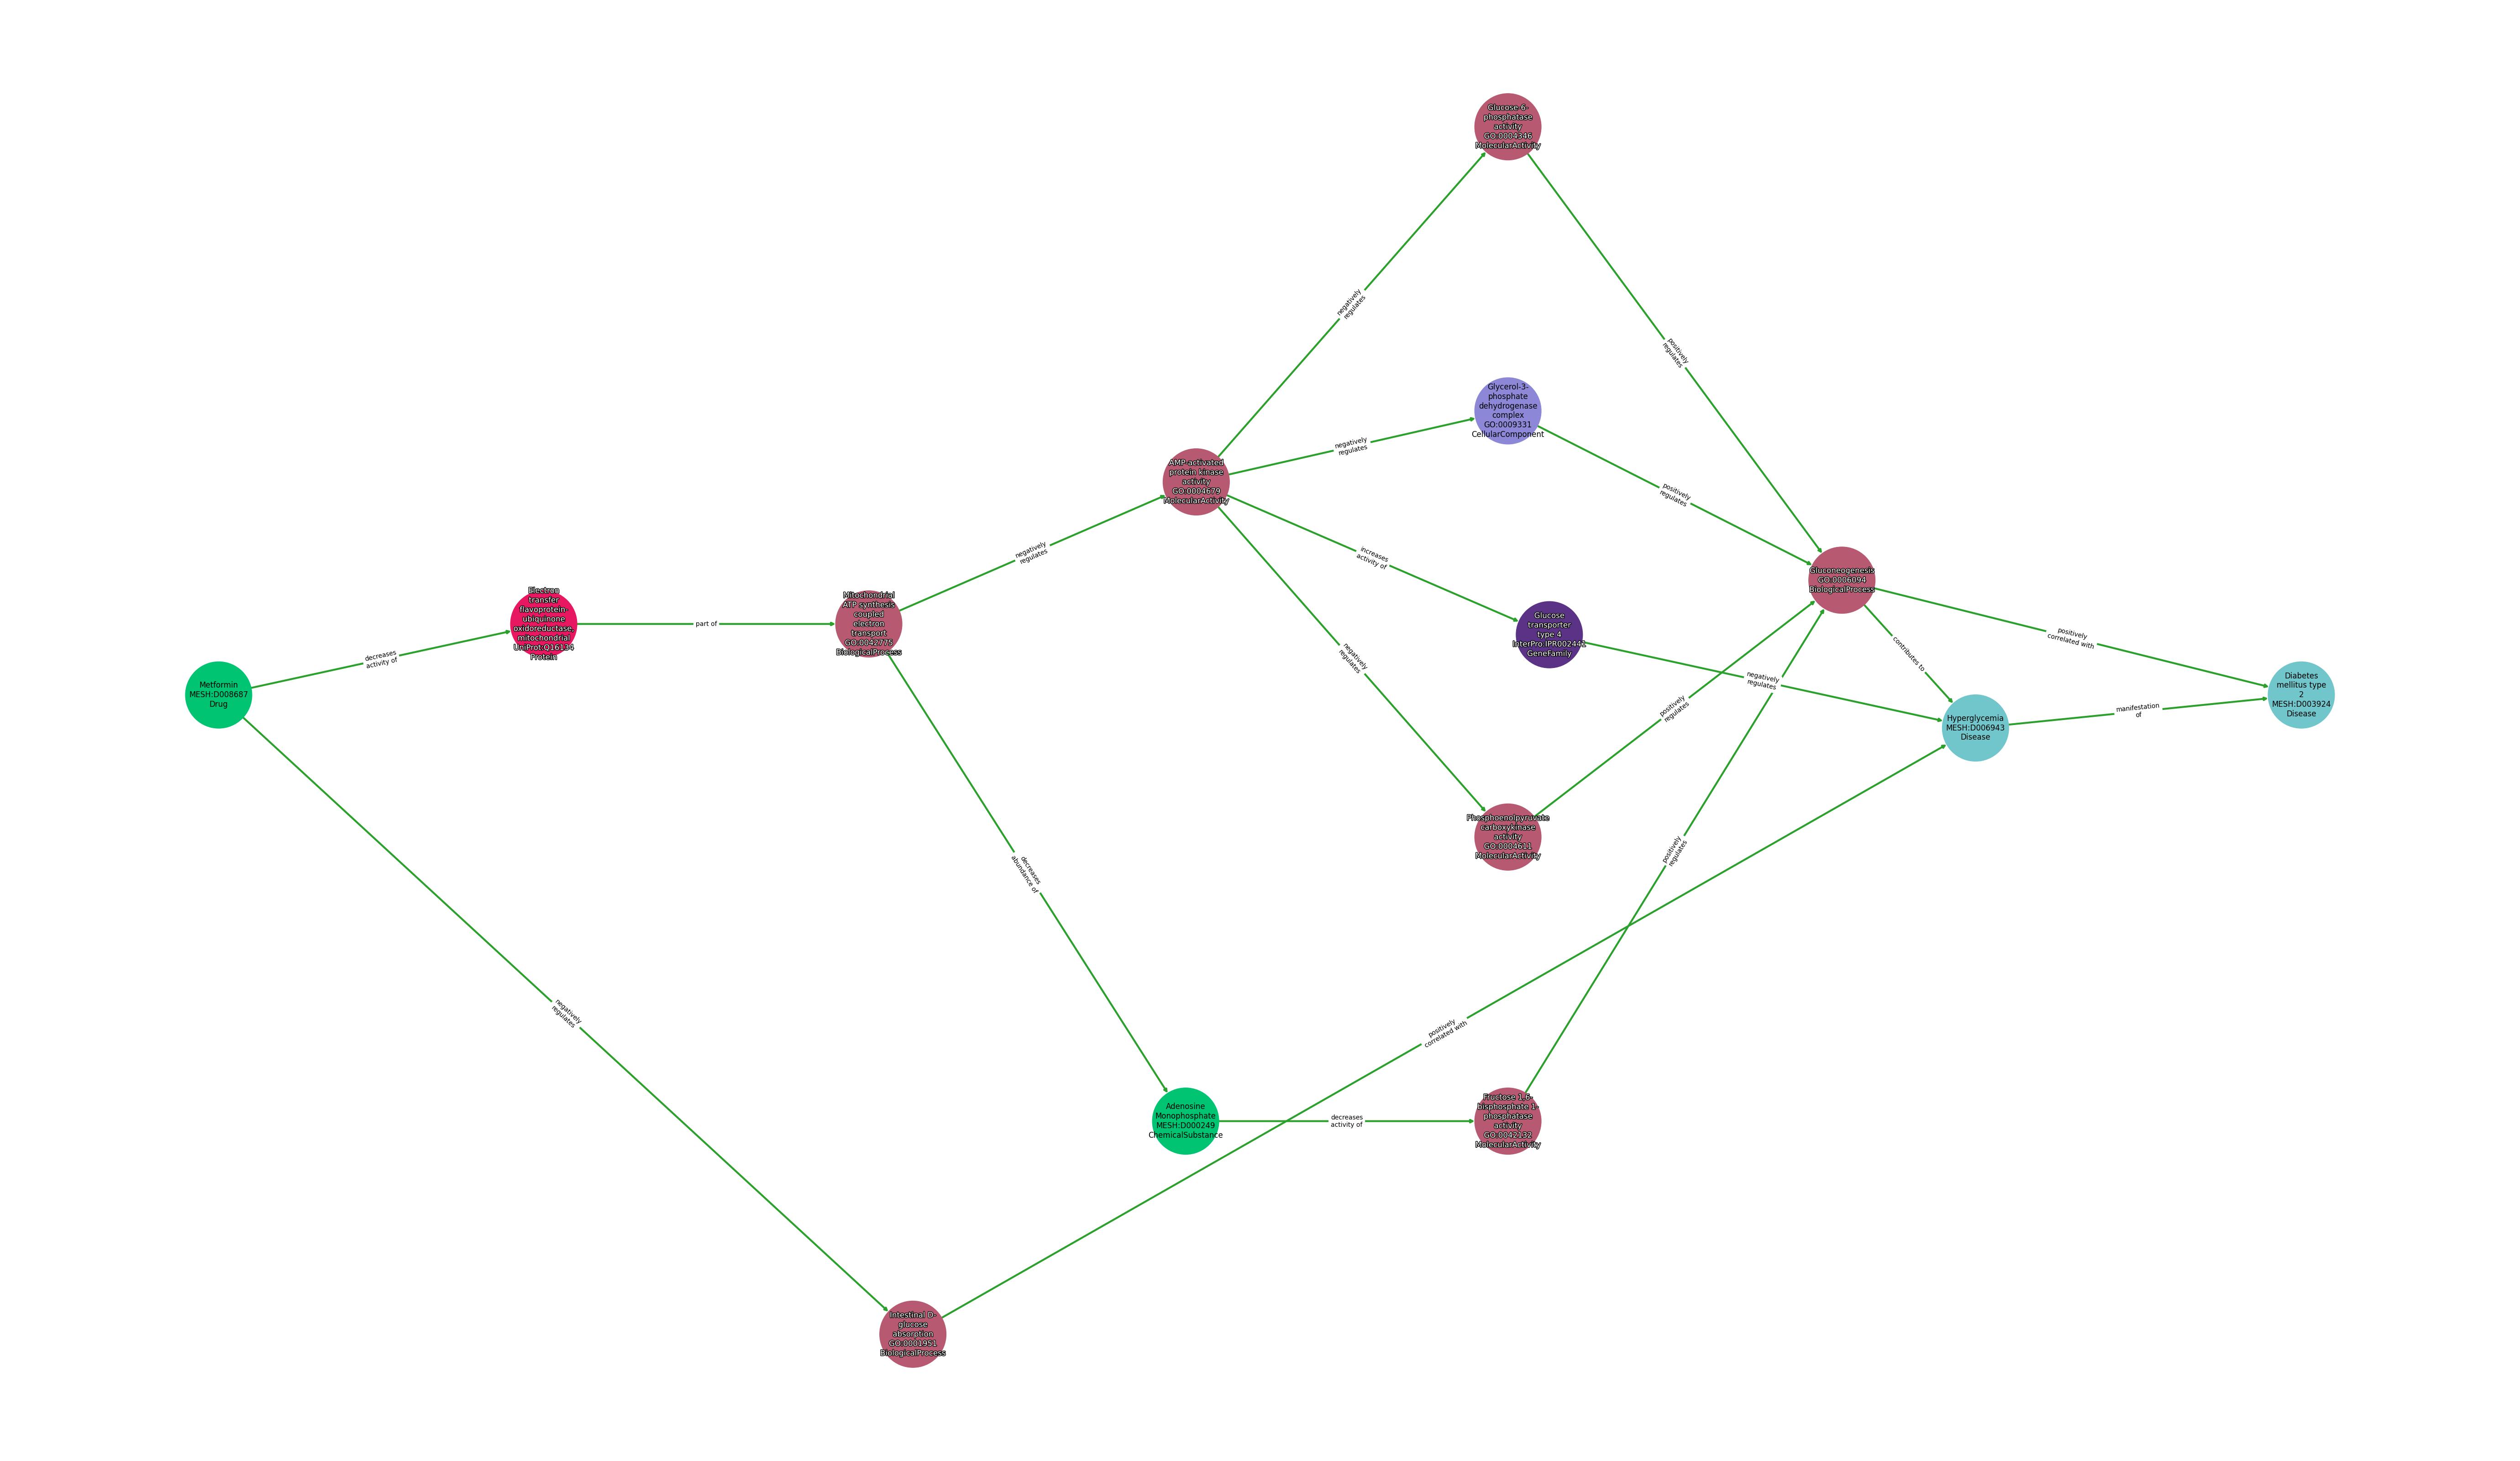 Glucose-6-
phosphatase
activity
GO:0004346
MolecularActivity
negatively
regulates
positively
regulates
Glycerol-3-
phosphate
dehydrogenase
complex
GO:0009331
CellularComponent
negatively
regulates
positively
regulates
AMP-activated
protein kinase
activity
GO:0004679
MolecularActivity
negatively
regulates
increases
activity of
Gluconeogenesis
GO:0006094
BiologicalProcess
Electron
transfer
flavoprotein-
ubiquinone
oxidoreductase,
mitochondrial
UniProt:Q16134
Protein
part of
Mitochondrial
ATP synthesis
coupled
electron
transport
GO:0042775
BiologicalProcess
Glucose
transporter
type 4
InterPro:IPR002441
GeneFamily
negatively
regulates
negatively
regulates
contributes to
positively
correlated with
decreases
activity of
Metformin
MESH:D008687
Drug
positively
regulates
Hyperglycemia
MESH:D006943
Disease
manifestation
of
Diabetes
mellitus type
2
MESH:D003924
Disease
Phosphoenolpyruvate
carboxykinase
activity
GO:0004611
MolecularActivity
positively
regulates
decreases
abundance of
negatively
regulates
positively
correlated with
Adenosine
Monophosphate
MESH:D000249
ChemicalSubstance
decreases
activity of
Fructose 1,6-
bisphosphate 1-
phosphatase
activity
GO:0042132
MolecularActivity
Intestinal D-
glucose
absorption
GO:0001951
BiologicalProcess